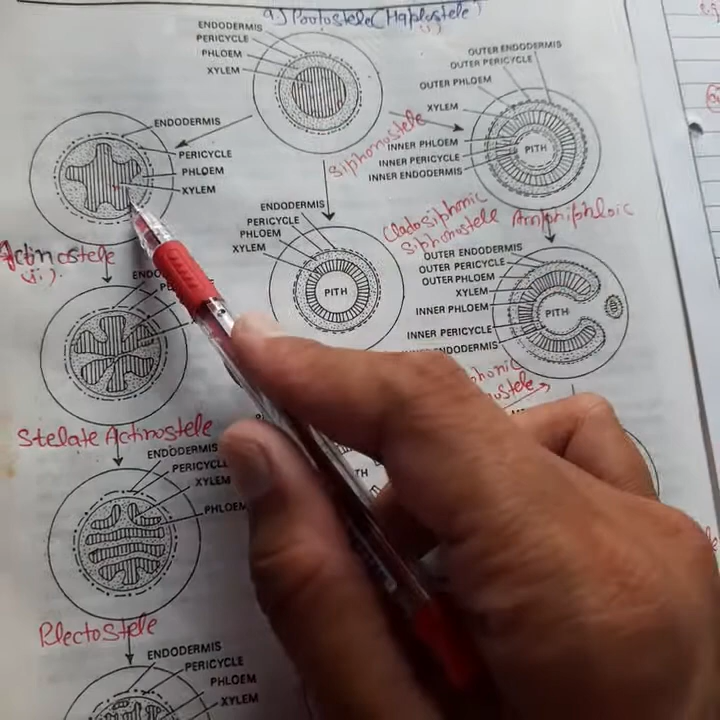 a) Protostele (Haplostele)
ENDODERMIS
PERICYCLE
PHLOEM
XYLEM
OUTER ENDODERMIS
OUTER PERICYCLE
OUTER PHLOEM
XYLEM
INNER PHLOEM
INNER PERICYCLE
INNER ENDODERMIS
PITH
ENDODERMIS
PERICYCLE
PHLOEM
XYLEM
Siphonostele
Actinostele
(ii)
ENDODERMIS
PERICYCLE
PHLOEM
XYLEM
PITH
Cladosiphonic
Siphonostele
Amphiphloic
OUTER ENDODERMIS
OUTER PERICYCLE
OUTER PHLOEM
XYLEM
INNER PHLOEM
INNER PERICYCLE
PITH
Stelate Actinostele
ENDODERMIS
PERICYCLE
XYLEM
PHLOEM
Plectostele
ENDODERMIS
PERICYCLE
PHLOEM
XYLEM